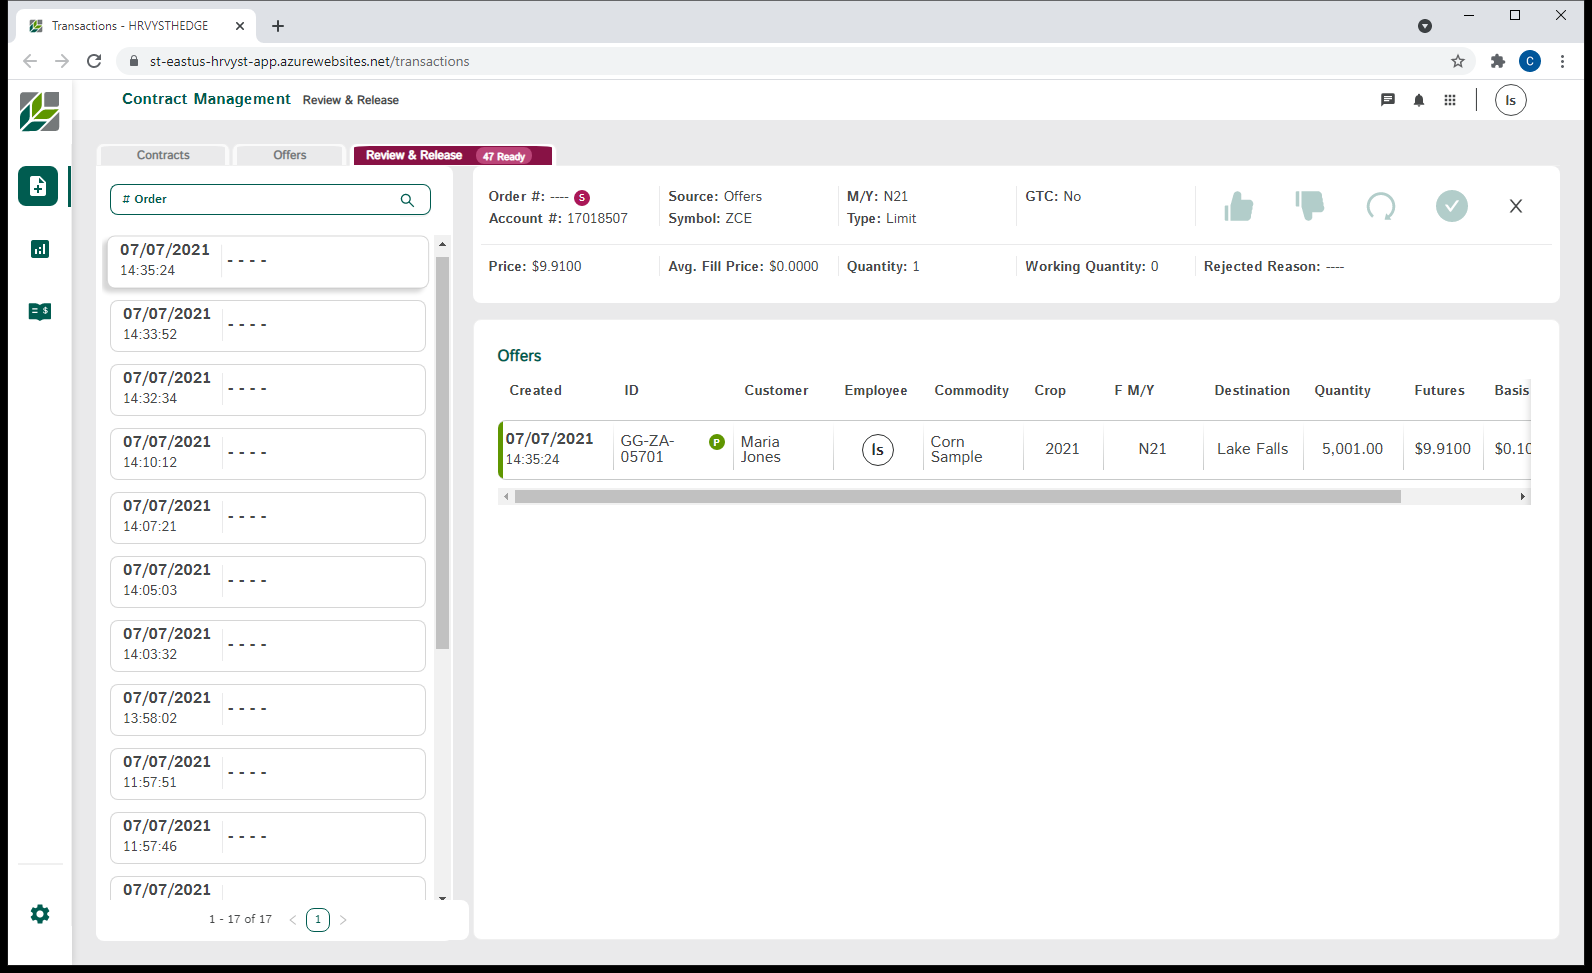 Transactions - HRVYSTHEDGE
st-eastus-hrvyst-app.azurewebsites.net/transactions
C
Contract Management Review & Release
ls
Contracts
Offers
Review & Release 47 Ready
# Order
07/07/2021
14:35:24
- - - -
07/07/2021
14:33:52
- - - -
07/07/2021
14:32:34
- - - -
07/07/2021
14:10:12
- - - -
07/07/2021
14:07:21
- - - -
07/07/2021
14:05:03
- - - -
07/07/2021
14:03:32
- - - -
07/07/2021
13:58:02
- - - -
07/07/2021
11:57:51
- - - -
07/07/2021
11:57:46
- - - -
07/07/2021
1 - 17 of 17 < 1 >
Order #: ---- S
Account #: 17018507
Source: Offers
Symbol: ZCE
M/Y: N21
Type: Limit
GTC: No
Price: $9.9100
Avg. Fill Price: $0.0000
Quantity: 1
Working Quantity: 0
Rejected Reason: ----
Offers
Created ID Customer Employee Commodity Crop F M/Y Destination Quantity Futures Basis
07/07/2021
14:35:24
GG-ZA-
05701
P
Maria
Jones
ls
Corn
Sample
2021
N21
Lake Falls
5,001.00
$9.9100
$0.10